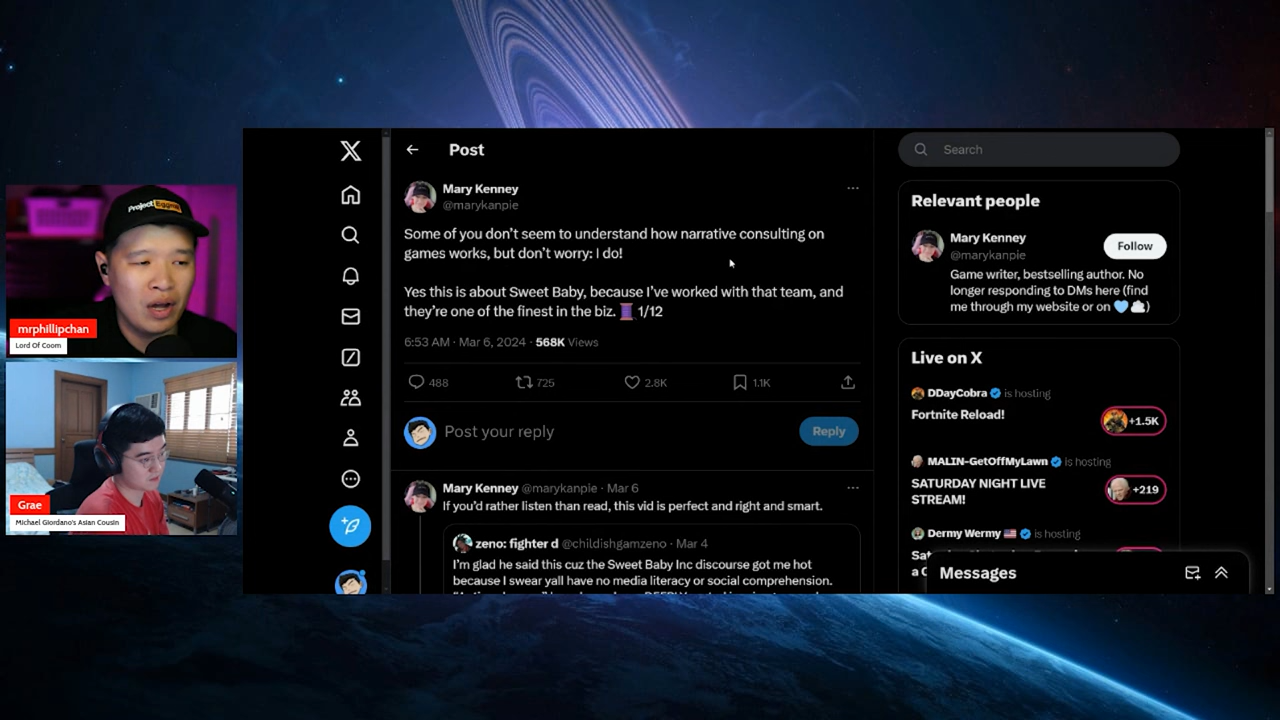 Post
Mary Kenney
@marykanpie
Some of you don't seem to understand how narrative consulting on
games works, but don't worry: I do!
Yes this is about Sweet Baby, because I've worked with that team, and
they're one of the finest in the biz. 🧵 1/12
6:53 AM · Mar 6, 2024 · 568K Views
488
725
2.8K
1.1K
Post your reply
Reply
Mary Kenney @marykanpie · Mar 6
If you'd rather listen than read, this vid is perfect and right and smart.
zeno: fighter d @childishgamzeno · Mar 4
I'm glad he said this cuz the Sweet Baby Inc discourse got me hot
because I swear yall have no media literacy or social comprehension.
Search
Relevant people
Mary Kenney
@marykanpie
Follow
Game writer, bestselling author. No
longer responding to DMs here (find
me through my website or on 💙☁️)
Live on X
DDayCobra is hosting
Fortnite Reload!
+1.5K
MALIN-GetOffMyLawn is hosting
SATURDAY NIGHT LIVE
STREAM!
+219
Dermy Wermy 🇺🇸 is hosting
Messages
Project Egg
mrphillipchan
Lord Of Coom
Grae
Michael Giordano's Asian Cousin